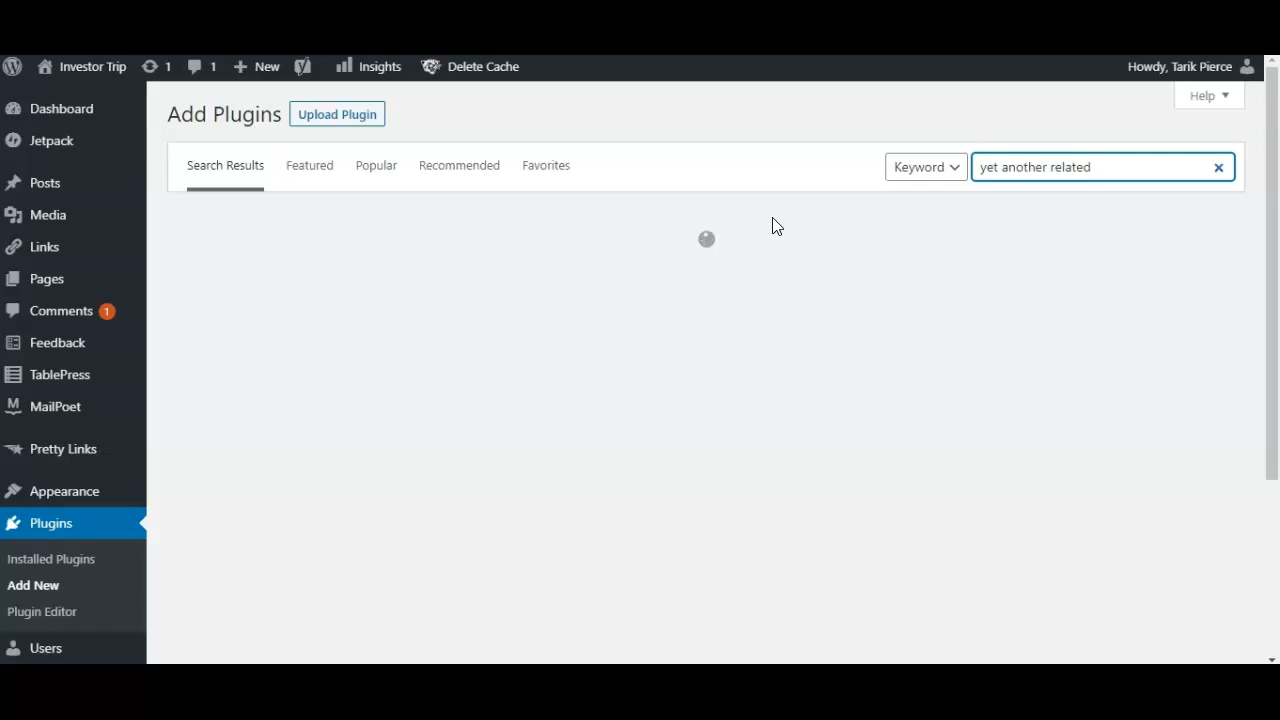 Investor Trip 1 1 New Insights Delete Cache Howdy, Tarik Pierce
Help
Add Plugins Upload Plugin
Search Results Featured Popular Recommended Favorites Keyword yet another related
Dashboard
Jetpack
Posts
Media
Links
Pages
Comments 1
Feedback
TablePress
MailPoet
Pretty Links
Appearance
Plugins
Installed Plugins
Add New
Plugin Editor
Users